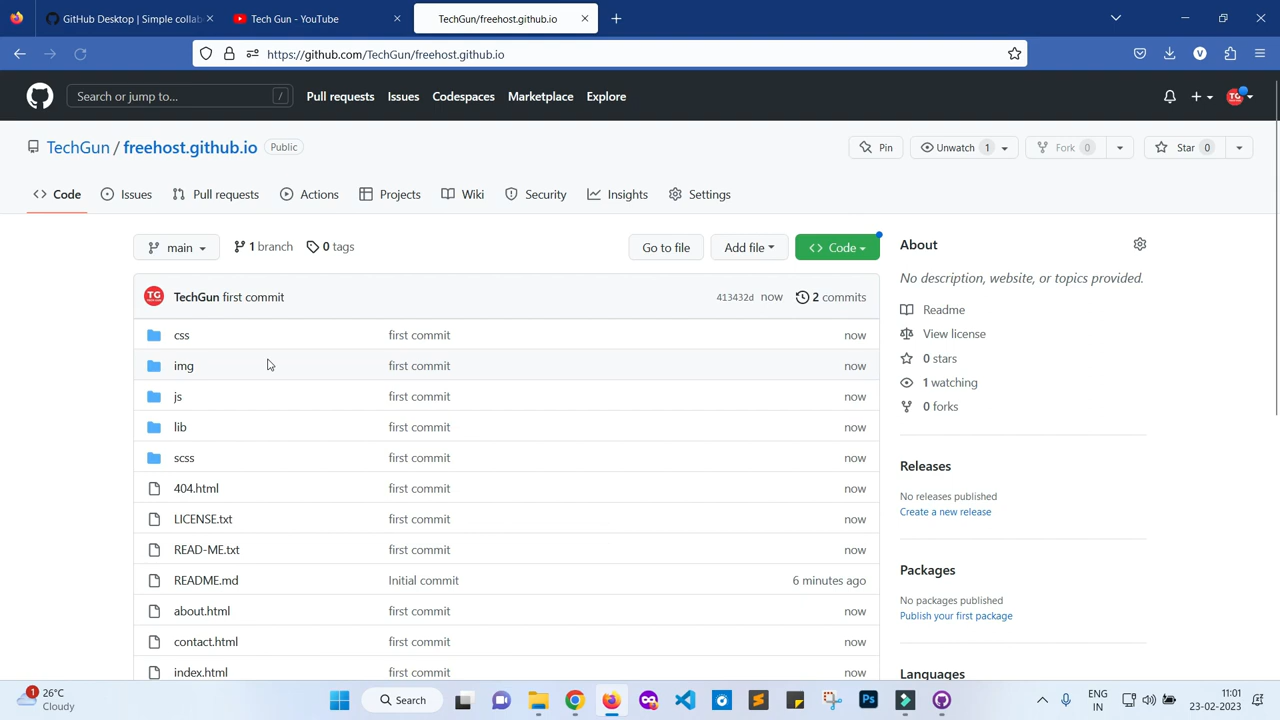 GitHub Desktop | Simple collab
Tech Gun - YouTube
TechGun/freehost.github.io
https://github.com/TechGun/freehost.github.io
V
Search or jump to...
/
Pull requests
Issues
Codespaces
Marketplace
Explore
TG
TechGun / freehost.github.io
Public
Pin
Unwatch 1
Fork 0
Star 0
Code
Issues
Pull requests
Actions
Projects
Wiki
Security
Insights
Settings
main
1 branch
0 tags
Go to file
Add file
Code
TG
TechGun first commit
413432d now
2 commits
css first commit now
img first commit now
js first commit now
lib first commit now
scss first commit now
404.html first commit now
LICENSE.txt first commit now
READ-ME.txt first commit now
README.md Initial commit 6 minutes ago
about.html first commit now
contact.html first commit now
index.html first commit now
About
No description, website, or topics provided.
Readme
View license
0 stars
1 watching
0 forks
Releases
No releases published
Create a new release
Packages
No packages published
Publish your first package
Languages
1
26°C
Cloudy
Search
Ps
ENG
IN
11:01
23-02-2023